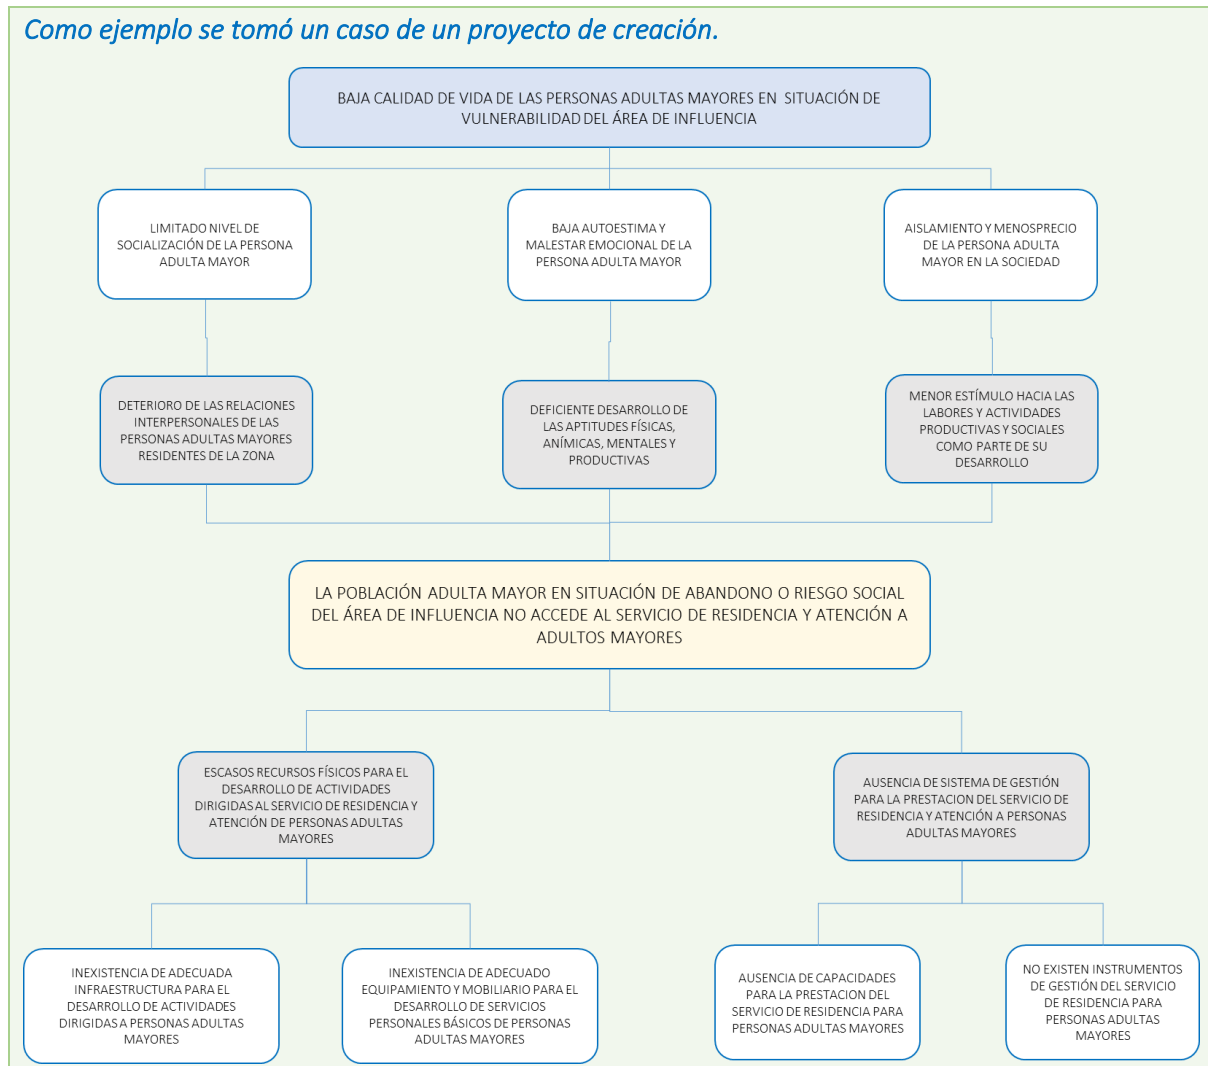 Como ejemplo se tomó un caso de un proyecto de creación.
BAJA CALIDAD DE VIDA DE LAS PERSONAS ADULTAS MAYORES EN SITUACIÓN DE
VULNERABILIDAD DEL ÁREA DE INFLUENCIA
LIMITADO NIVEL DE
SOCIALIZACIÓN DE LA PERSONA
ADULTA MAYOR
BAJA AUTOESTIMA Y
MALESTAR EMOCIONAL DE LA
PERSONA ADULTA MAYOR
AISLAMIENTO Y MENOSPRECIO
DE LA PERSONA ADULTA
MAYOR EN LA SOCIEDAD
DETERIORO DE LAS RELACIONES
INTERPERSONALES DE LAS
PERSONAS ADULTAS MAYORES
RESIDENTES DE LA ZONA
DEFICIENTE DESARROLLO DE
LAS APTITUDES FÍSICAS,
ANÍMICAS, MENTALES Y
PRODUCTIVAS
MENOR ESTÍMULO HACIA LAS
LABORES Y ACTIVIDADES
PRODUCTIVAS Y SOCIALES
COMO PARTE DE SU
DESARROLLO
LA POBLACIÓN ADULTA MAYOR EN SITUACIÓN DE ABANDONO O RIESGO SOCIAL
DEL ÁREA DE INFLUENCIA NO ACCEDE AL SERVICIO DE RESIDENCIA Y ATENCIÓN A
ADULTOS MAYORES
ESCASOS RECURSOS FÍSICOS PARA EL
DESARROLLO DE ACTIVIDADES
DIRIGIDAS AL SERVICIO DE RESIDENCIA Y
ATENCIÓN DE PERSONAS ADULTAS
MAYORES
AUSENCIA DE SISTEMA DE GESTIÓN
PARA LA PRESTACION DEL SERVICIO DE
RESIDENCIA Y ATENCIÓN A PERSONAS
ADULTAS MAYORES
INEXISTENCIA DE ADECUADA
INFRAESTRUCTURA PARA EL
DESARROLLO DE ACTIVIDADES
DIRIGIDAS A PERSONAS ADULTAS
MAYORES
INEXISTENCIA DE ADECUADO
EQUIPAMIENTO Y MOBILIARIO PARA EL
DESARROLLO DE SERVICIOS
PERSONALES BÁSICOS DE PERSONAS
ADULTAS MAYORES
AUSENCIA DE CAPACIDADES
PARA LA PRESTACION DEL
SERVICIO DE RESIDENCIA PARA
PERSONAS ADULTAS MAYORES
NO EXISTEN INSTRUMENTOS
DE GESTIÓN DEL SERVICIO
DE RESIDENCIA PARA
PERSONAS ADULTAS
MAYORES